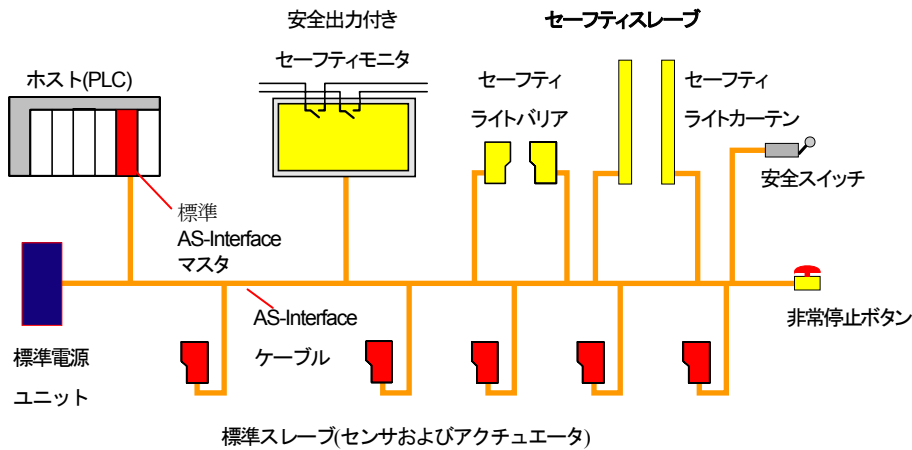 安全出力付き
セーフティモニタ
セーフティスレーブ
ホスト(PLC)
セーフティ
ライトバリア
セーフティ
ライトカーテン
安全スイッチ
標準
AS-Interface
マスタ
AS-Interface
ケーブル
非常停止ボタン
標準電源
ユニット
標準スレーブ(センサおよびアクチュエータ)